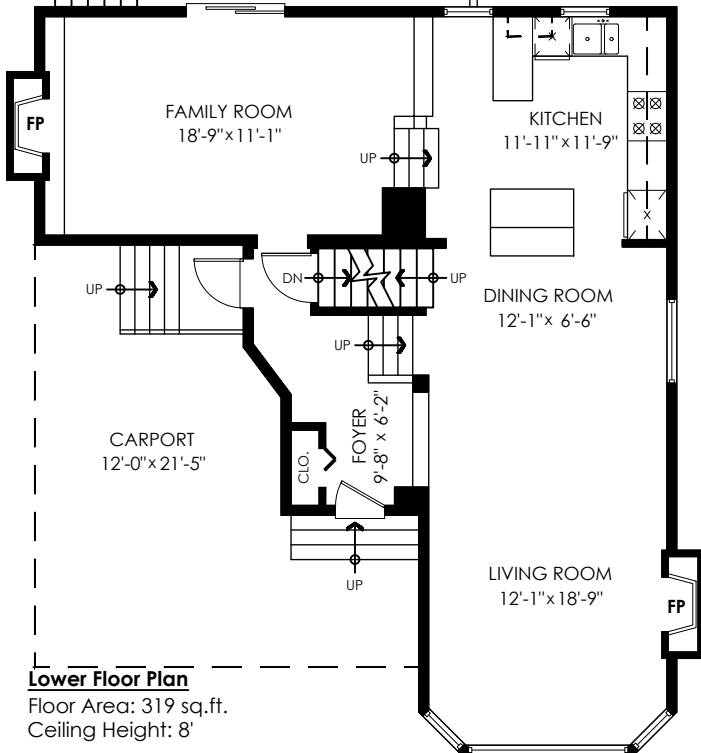 FAMILY ROOM
18'-9"x11'-1"
FP
KITCHEN
11'-11"x11'-9"
UP
UP
DN
UP
DINING ROOM
12'-1"x 6'-6"
UP
CARPORT
12'-0"x21'-5"
CLO.
FOYER
9'-8" x 6'-2"
UP
LIVING ROOM
12'-1"x18'-9"
FP
Lower Floor Plan
Floor Area: 319 sq.ft.
Ceiling Height: 8'